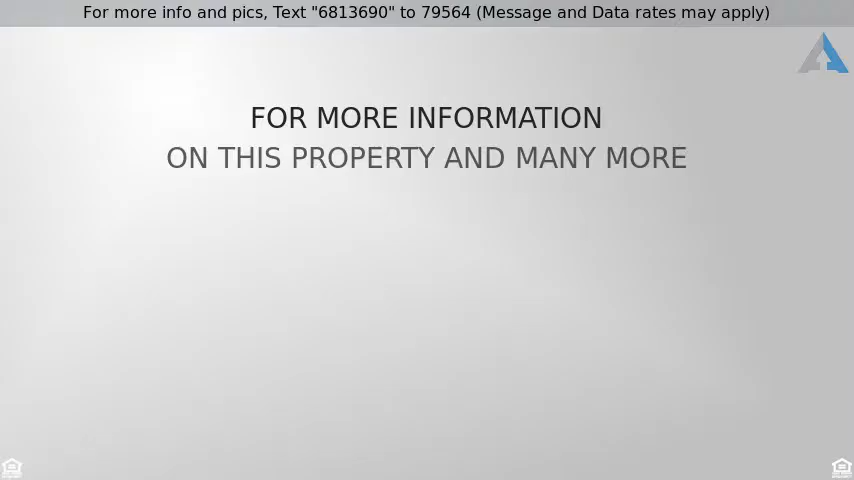 For more info and pics, Text "6813690" to 79564 (Message and Data rates may apply)
FOR MORE INFORMATION
ON THIS PROPERTY AND MANY MORE